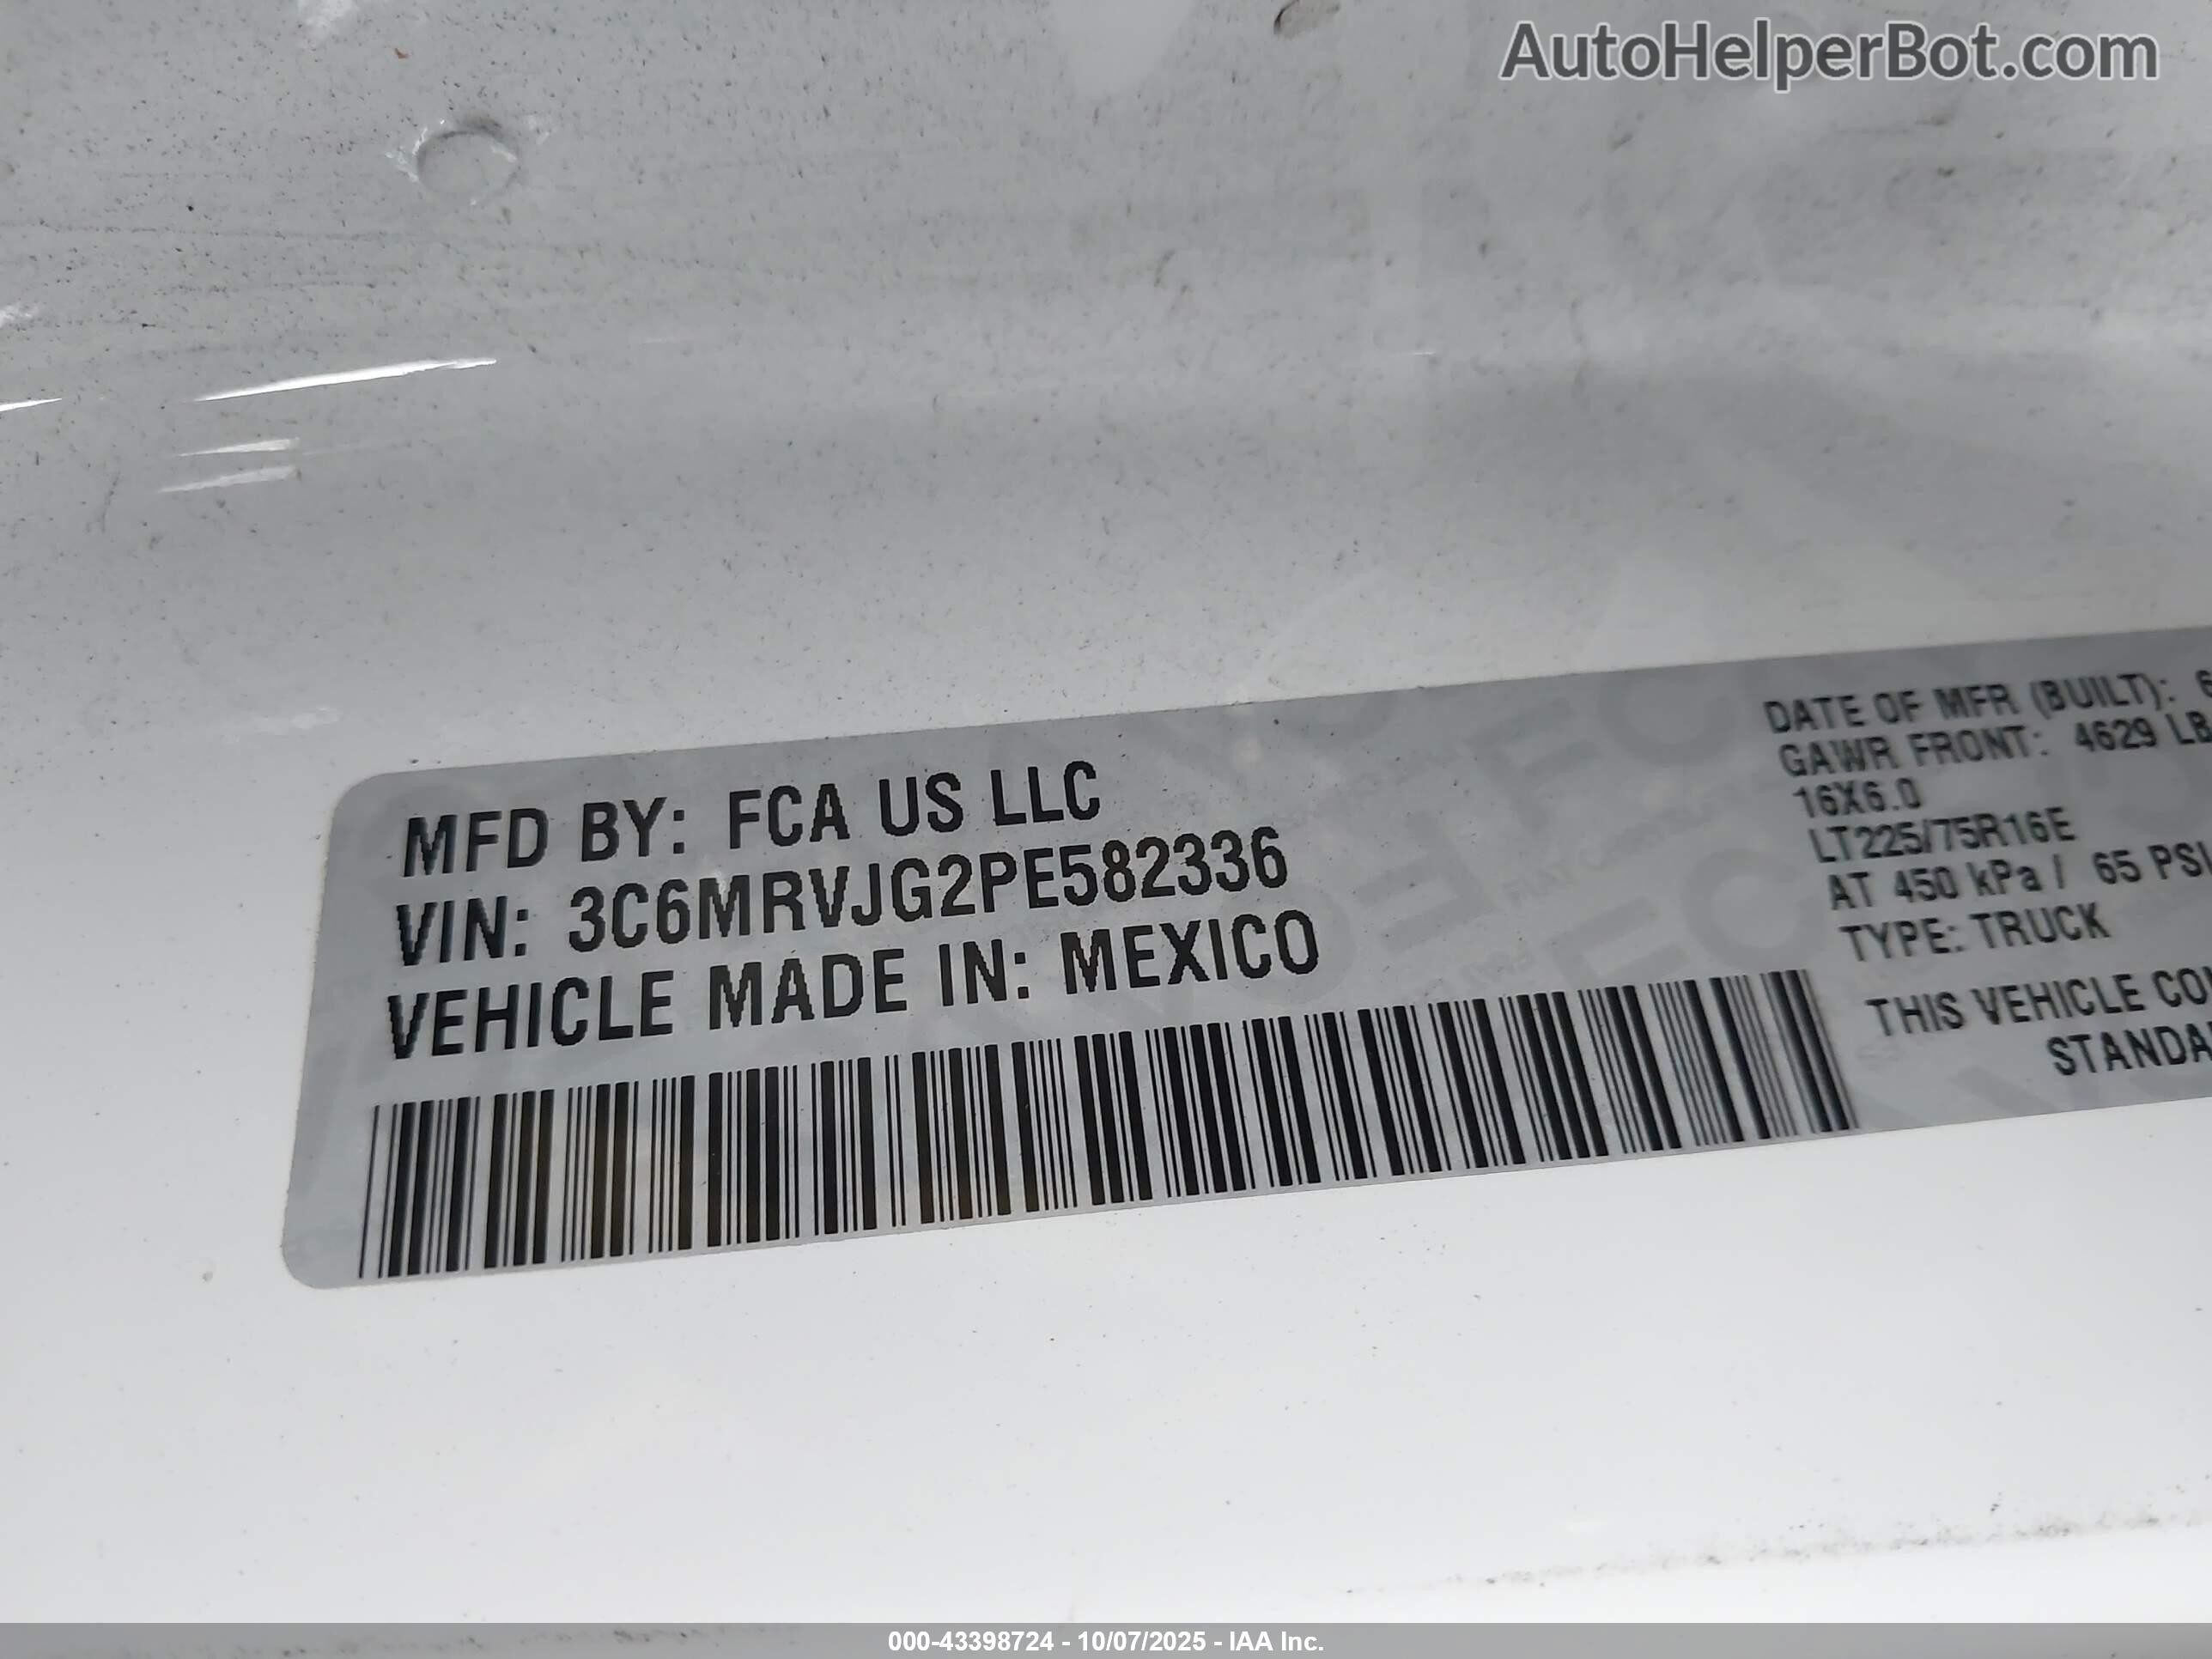 AutoHelperBot.com
MFD BY: FCA US LLC
VIN: 3C6MRVJG2PE582336
VEHICLE MADE IN: MEXICO
DATE OF MFR (BUILT): 6
GAWR FRONT: 4629 LB
16X6.0
LT225/75R16E
AT 450 kPa / 65 PSI
TYPE: TRUCK
THIS VEHICLE CO
STANDA
000-43398724 - 10/07/2025 - IAA Inc.